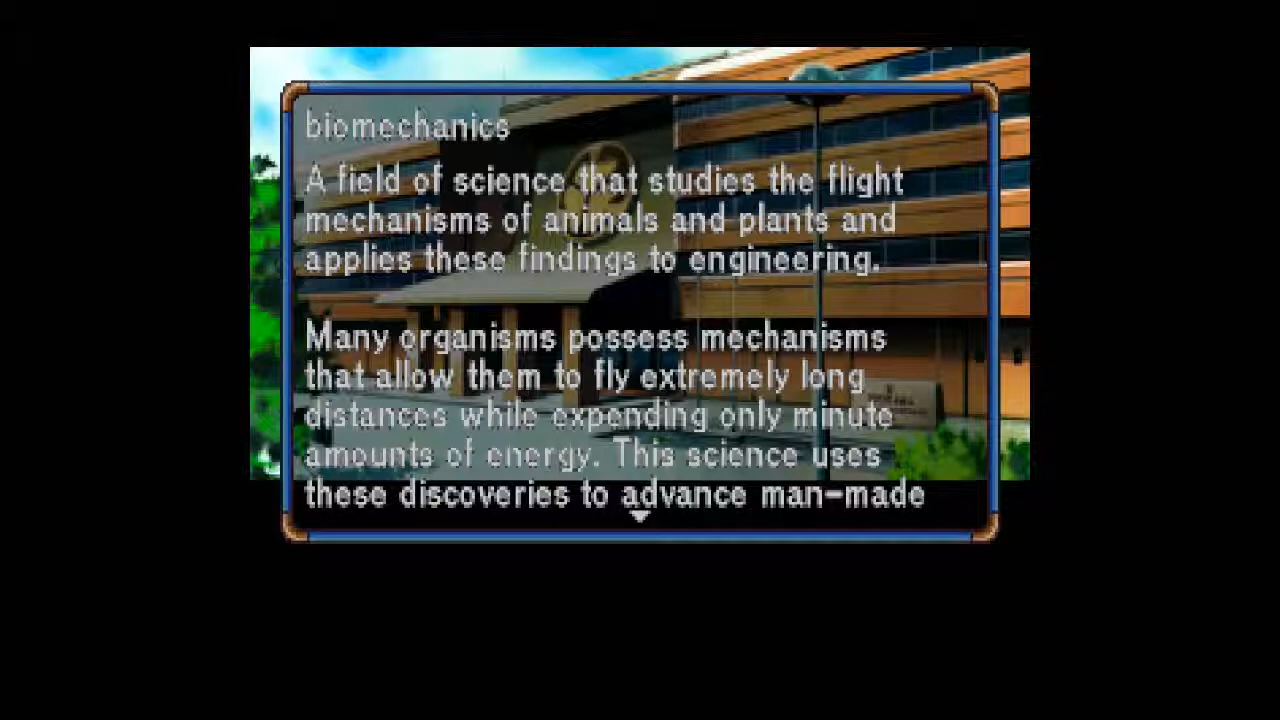 biomechanics
A field of science that studies the flight
mechanisms of animals and plants and
applies these findings to engineering.
Many organisms possess mechanisms
that allow them to fly extremely long
distances while expending only minute
amounts of energy. This science uses
these discoveries to advance man-made